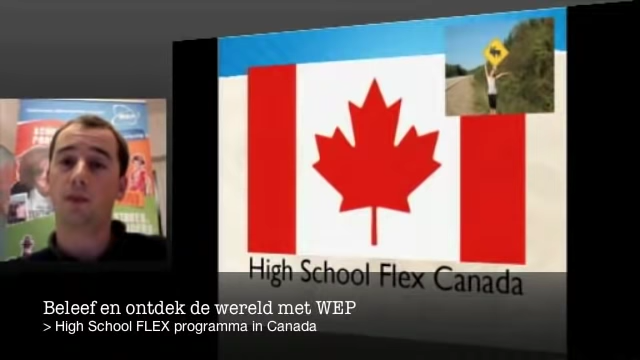 High School Flex Canada
Beleef en ontdek de wereld met WEP
> High School FLEX programma in Canada